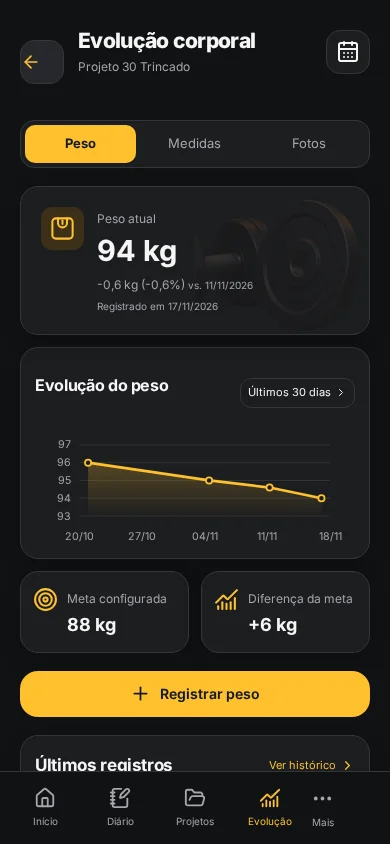 Evolução corporal
Projeto 30 Trincado
Peso
Medidas
Fotos
Peso atual
94 kg
-0,6 kg (-0,6%) vs. 11/11/2026
Registrado em 17/11/2026
Evolução do peso
Últimos 30 dias
97
96
95
94
93
20/10
27/10
04/11
11/11
18/11
Meta configurada
88 kg
Diferença da meta
+6 kg
Registrar peso
Últimos registros
Ver histórico
Início
Diário
Projetos
Evolução
Mais